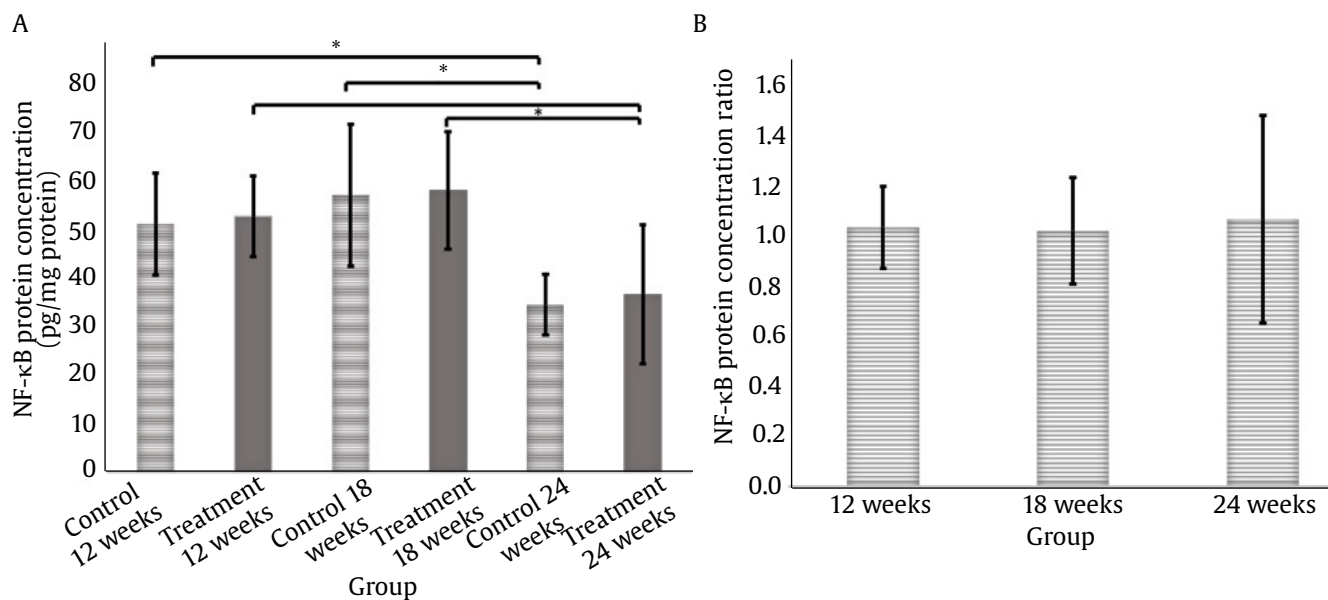 A
NF-κB protein concentration
(pg/mg protein)
80
70
60
50
40
30
20
10
0
*
*
*
Control
12 weeks
Treatment
12 weeks
Control 18
weeks
Treatment
18 weeks
Control 24
weeks
Treatment
24 weeks
Group
B
NF-κB protein concentration ratio
1.6
1.4
1.2
1.0
0.8
0.6
0.4
0.2
0.0
12 weeks
18 weeks
24 weeks
Group